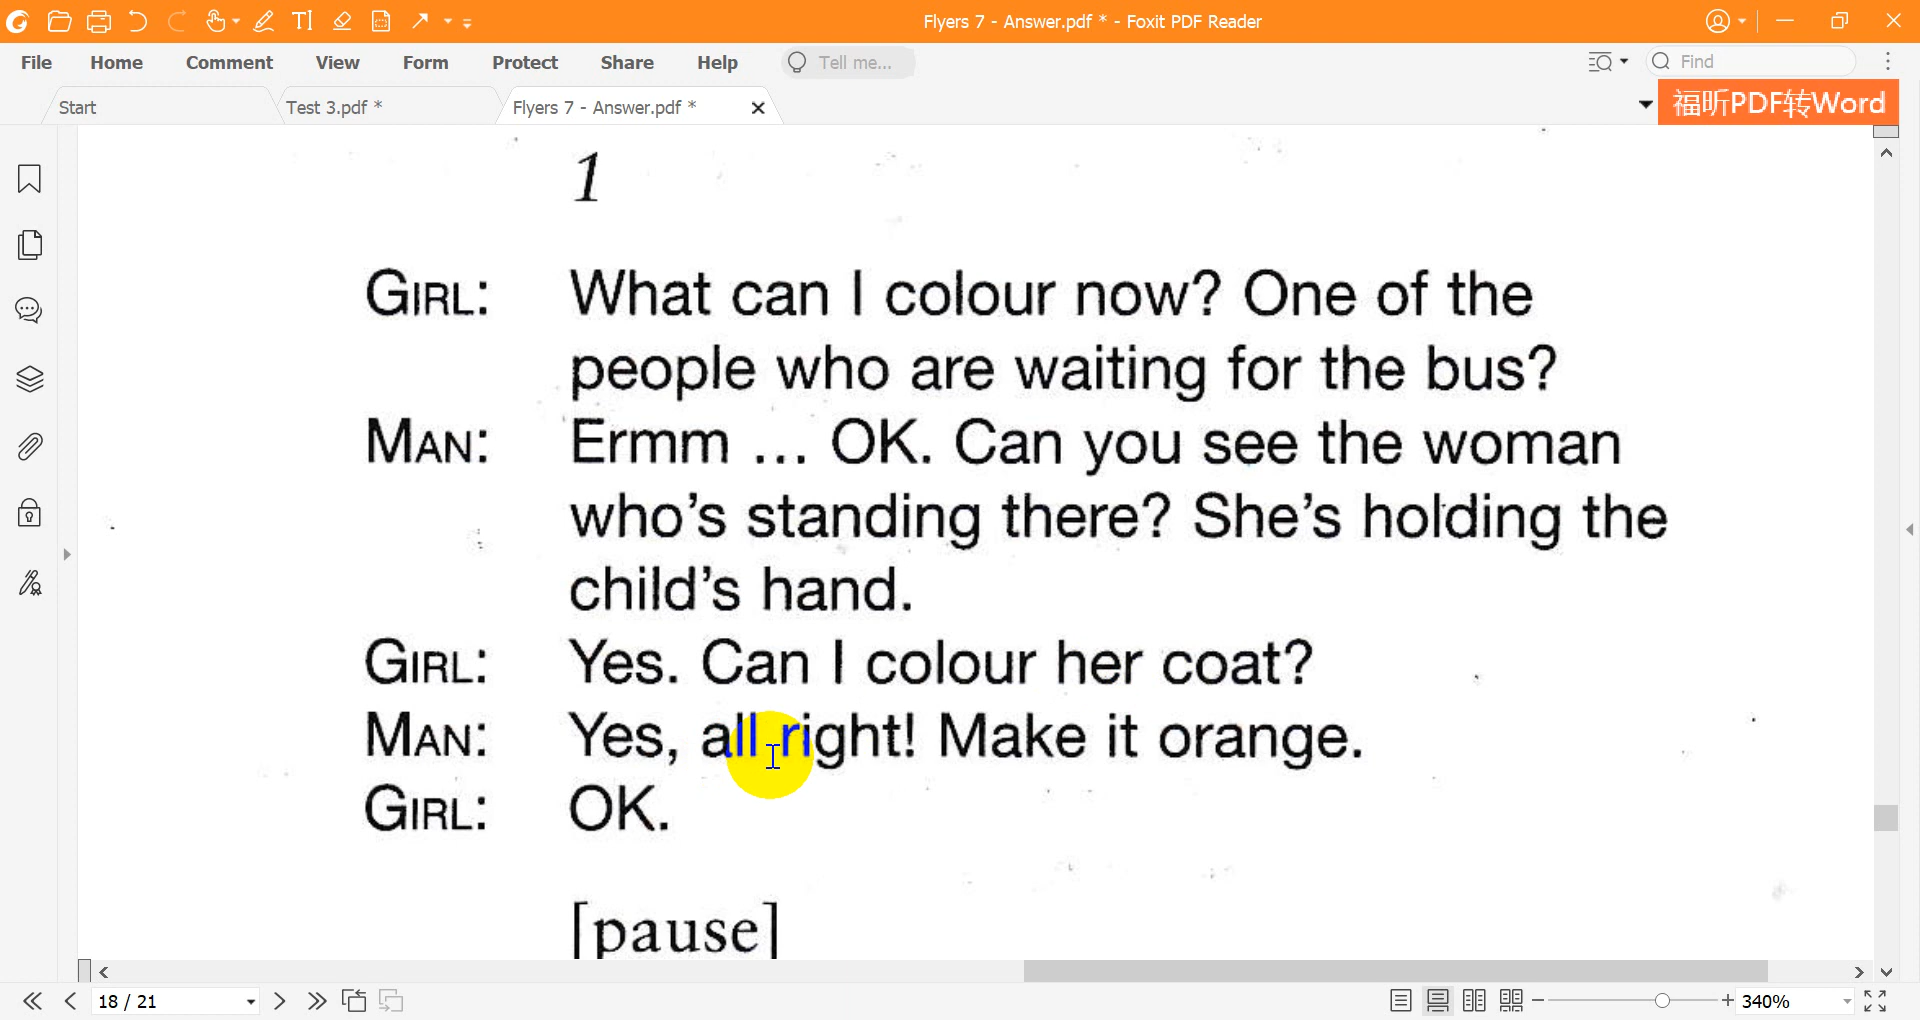 Flyers 7 - Answer.pdf * - Foxit PDF Reader
File Home Comment View Form Protect Share Help Tell me... Find
Start Test 3.pdf * Flyers 7 - Answer.pdf * 福昕PDF转Word
1
GIRL: What can I colour now? One of the
people who are waiting for the bus?
MAN: Ermm ... OK. Can you see the woman
who's standing there? She's holding the
child's hand.
GIRL: Yes. Can I colour her coat?
MAN: Yes, all right! Make it orange.
GIRL: OK.
[pause]
18 / 21 340%